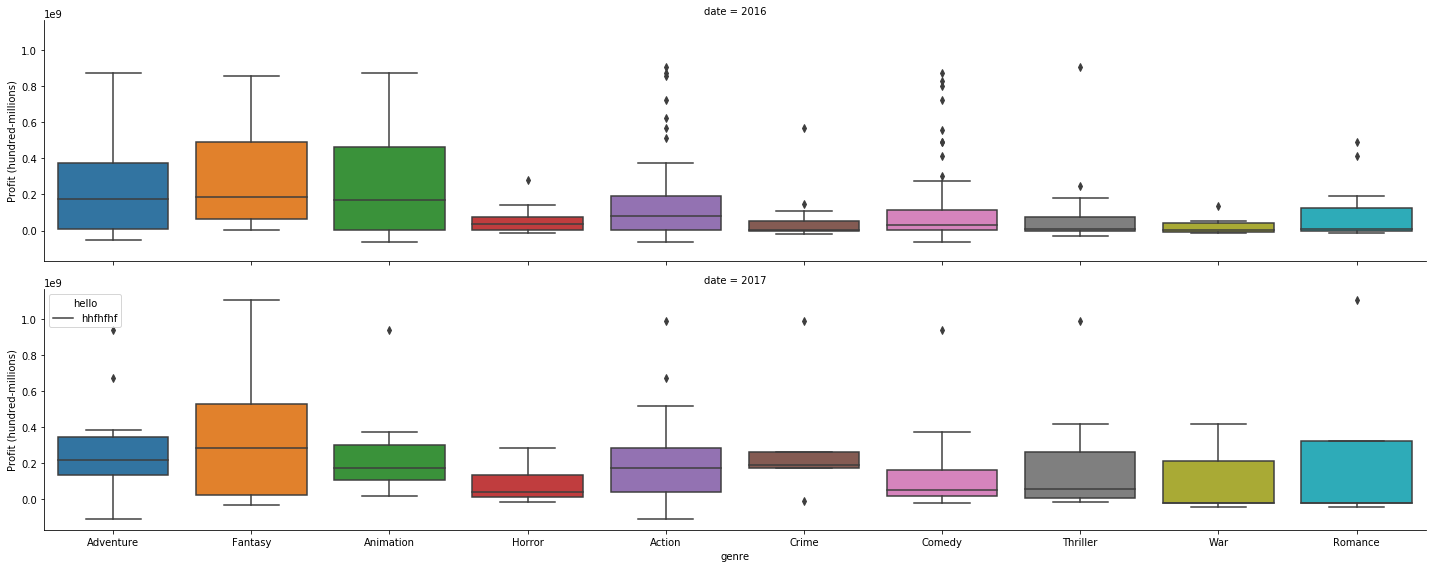 1e9
date = 2016
1.0
0.8
0.6
0.4
0.2
0.0
Profit (hundred-millions)
1e9
date = 2017
hello
hhfhfhf
1.0
0.8
0.6
0.4
0.2
0.0
Profit (hundred-millions)
Adventure Fantasy Animation Horror Action Crime Comedy Thriller War Romance
genre